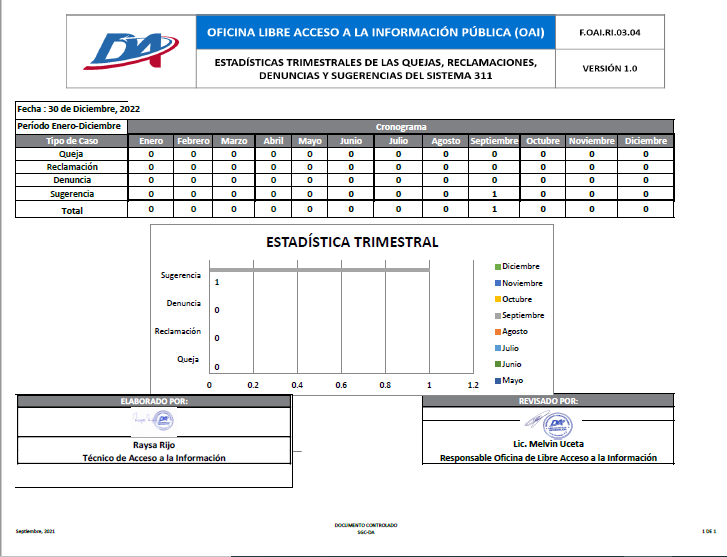 DA
OFICINA LIBRE ACCESO A LA INFORMACIÓN PÚBLICA (OAI)
F.OAI.RI.03.04
ESTADÍSTICAS TRIMESTRALES DE LAS QUEJAS, RECLAMACIONES,
DENUNCIAS Y SUGERENCIAS DEL SISTEMA 311
VERSIÓN 1.0
Fecha : 30 de Diciembre, 2022
Período Enero-Diciembre Cronograma
Tipo de Caso Enero Febrero Marzo Abril Mayo Junio Julio Agosto Septiembre Octubre Noviembre Diciembre
Queja 0 0 0 0 0 0 0 0 0 0 0 0
Reclamación 0 0 0 0 0 0 0 0 0 0 0 0
Denuncia 0 0 0 0 0 0 0 0 0 0 0 0
Sugerencia 0 0 0 0 0 0 0 0 1 0 0 0
Total 0 0 0 0 0 0 0 0 1 0 0 0
ESTADÍSTICA TRIMESTRAL
Sugerencia 1
Denuncia 0
Reclamación 0
Queja 0
0 0.2 0.4 0.6 0.8 1 1.2
Diciembre
Noviembre
Octubre
Septiembre
Agosto
Julio
Junio
Mayo
ELABORADO POR:
DA
Raysa Rijo
Técnico de Acceso a la Información
REVISADO POR:
DA
Lic. Melvin Uceta
Responsable Oficina de Libre Acceso a la Información
Septiembre, 2021
DOCUMENTO CONTROLADO
SGC-DA
1 DE 1